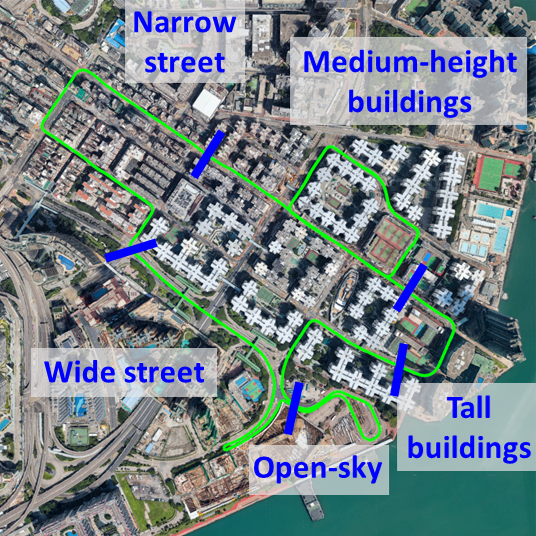 Narrow
street
Medium-height
buildings
Wide street
Tall
buildings
Open-sky